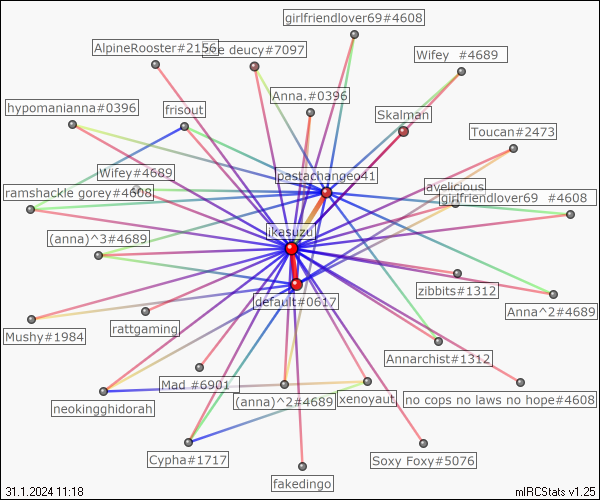 girlfriendlover69#4608
AlpineRooster#2156
ce deucy#7097
Wifey #4689
Anna.#0396
hypomanianna#0396
frisout
Skalman
Toucan#2473
Wifey#4689
pastachangeo41
ramshackle gorey#4608
avelicious
girlfriendlover69 #4608
ikasuzu
(anna)^3#4689
zibbits#1312
default#0617
Anna^2#4689
Mushy#1984
rattgaming
Annarchist#1312
Mad #6901
neokingghidorah
(anna)^2#4689
xenoyaut
no cops no laws no hope#4608
Cypha#1717
Soxy Foxy#5076
fakedingo
31.1.2024 11:18
mIRCStats v1.25